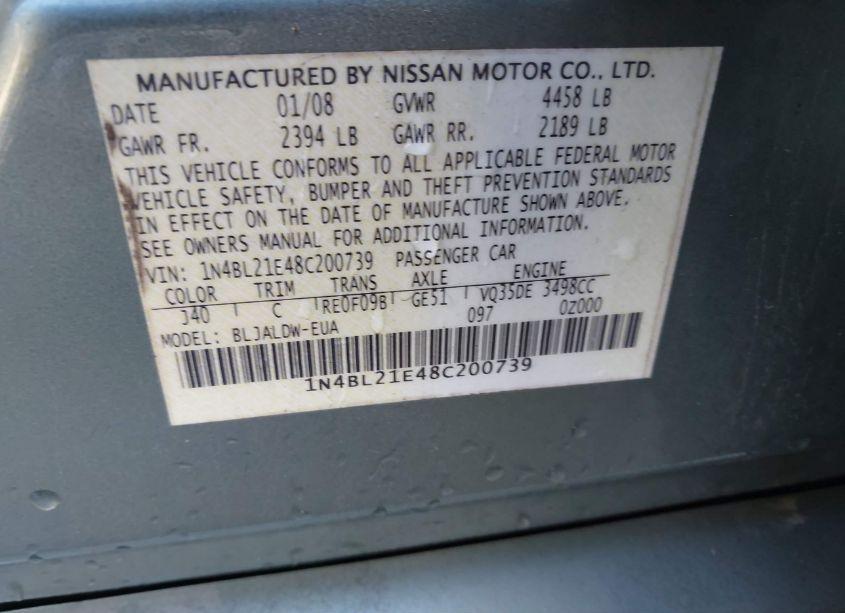 MANUFACTURED BY NISSAN MOTOR CO., LTD.
DATE 01/08 GVWR 4458 LB
GAWR FR. 2394 LB GAWR RR. 2189 LB
THIS VEHICLE CONFORMS TO ALL APPLICABLE FEDERAL MOTOR
VEHICLE SAFETY, BUMPER AND THEFT PREVENTION STANDARDS
IN EFFECT ON THE DATE OF MANUFACTURE SHOWN ABOVE.
SEE OWNERS MANUAL FOR ADDITIONAL INFORMATION.
VIN: 1N4BL21E48C200739 PASSENGER CAR
COLOR TRIM TRANS AXLE ENGINE
J40 C RE0F09B GE51 VQ35DE 3498CC
097 0Z000
MODEL: BLJALDW-EUA
1N4BL21E48C200739